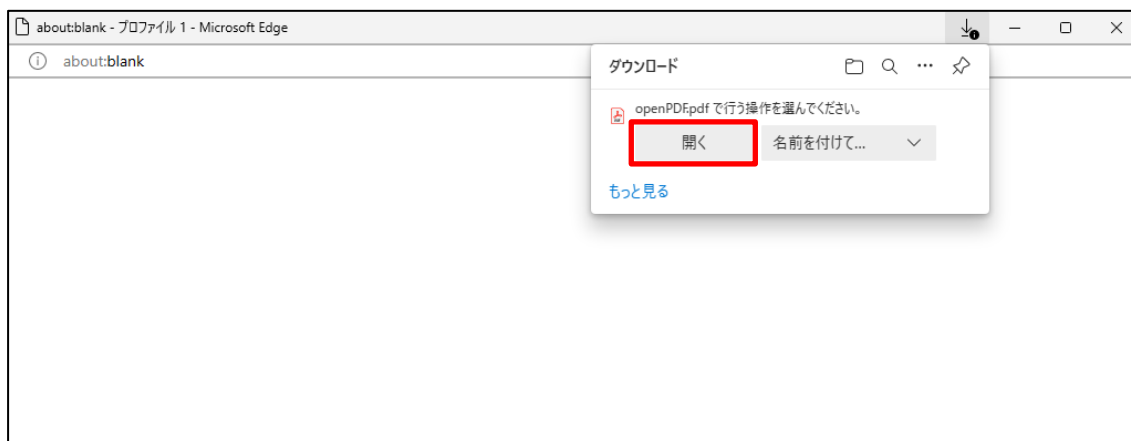 about:blank - プロファイル 1 - Microsoft Edge
about:blank
ダウンロード
openPDF.pdf で行う操作を選んでください。
開く
名前を付けて...
もっと見る